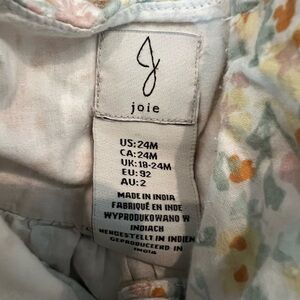 J
joie
US:24M
CA:24M
UK:18-24M
EU:92
AU:2
MADE IN INDIA
FABRIQUÉ EN INDE
WYPRODUKOWANO W
INDIACH
HERGESTELLT IN INDIEN
GEPRODUCEERD IN
INDIA